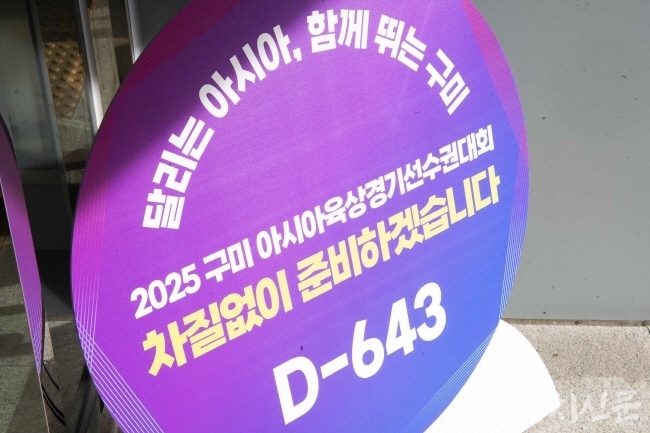 달리는 아시아, 함께 뛰는 구미
2025 구미 아시아육상경기선수권대회
차질없이 준비하겠습니다
D-643